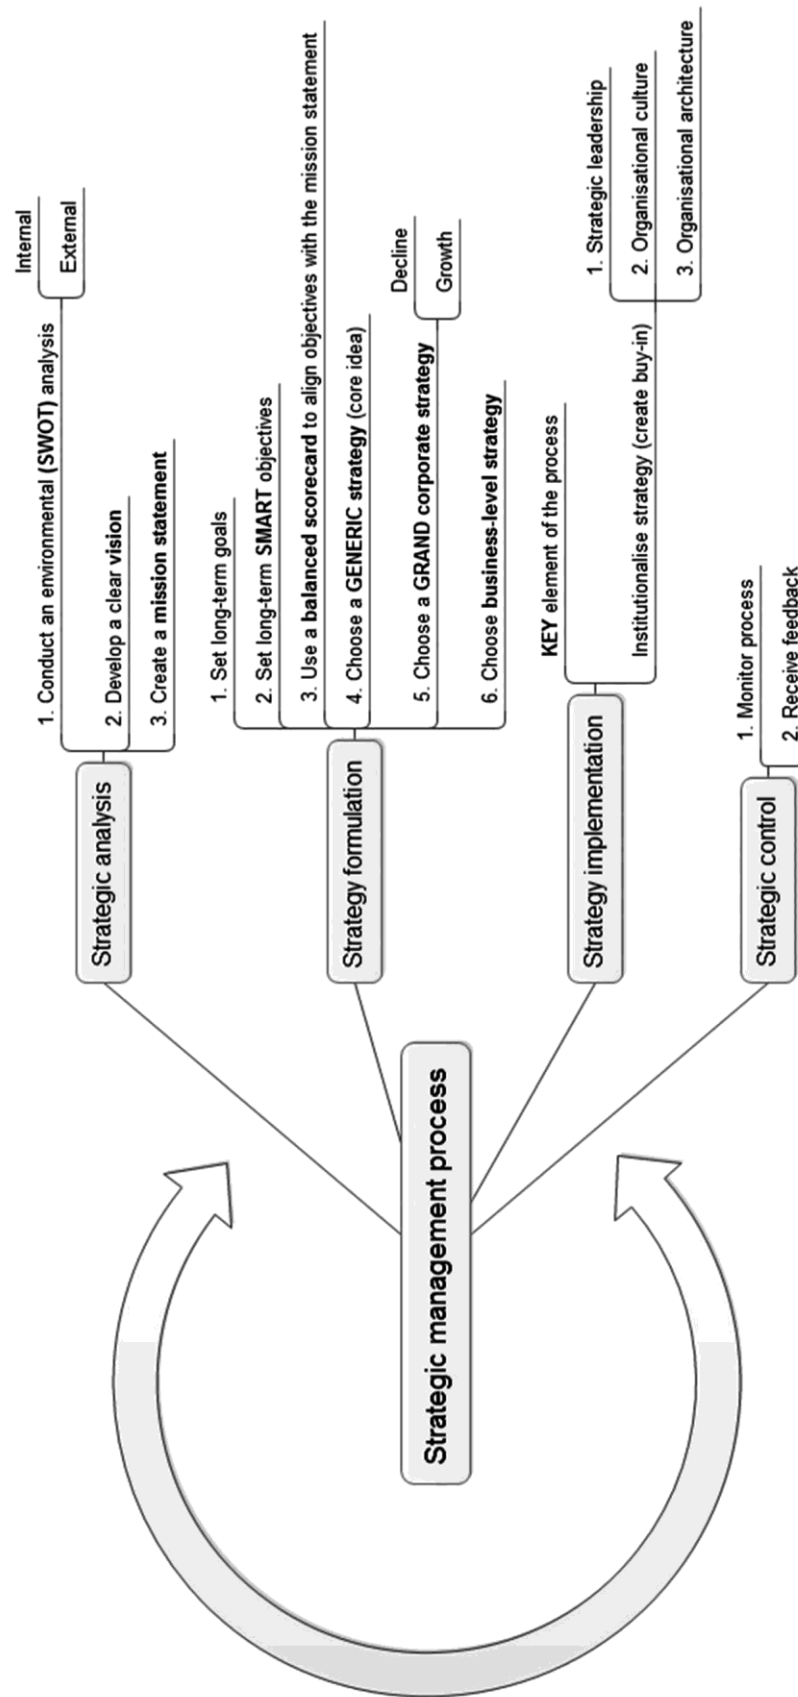 Strategic management process
Strategic analysis
1. Conduct an environmental (SWOT) analysis
Internal
External
2. Develop a clear vision
3. Create a mission statement
Strategy formulation
1. Set long-term goals
2. Set long-term SMART objectives
3. Use a balanced scorecard to align objectives with the mission statement
4. Choose a GENERIC strategy (core idea)
5. Choose a GRAND corporate strategy
Decline
Growth
6. Choose business-level strategy
Strategy implementation
KEY element of the process
Institutionalise strategy (create buy-in)
1. Strategic leadership
2. Organisational culture
3. Organisational architecture
Strategic control
1. Monitor process
2. Receive feedback